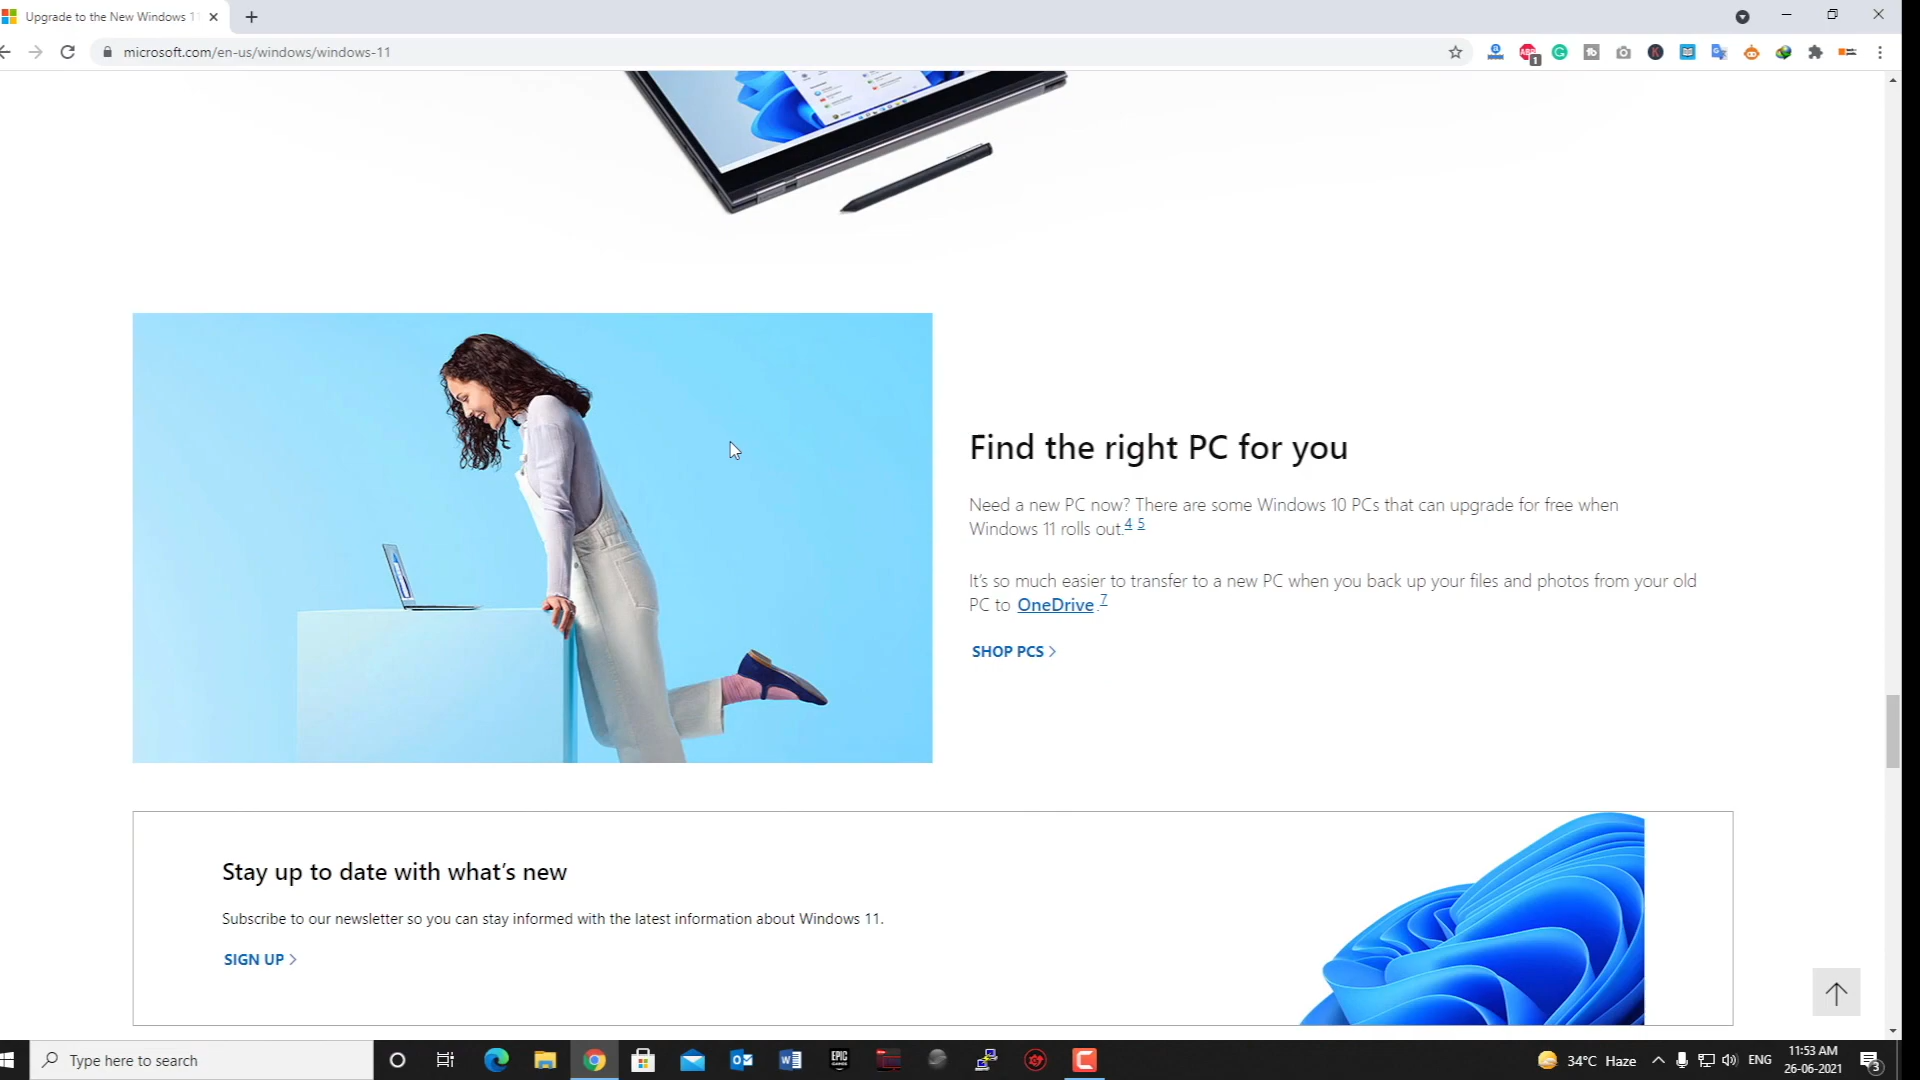 Upgrade to the New Windows 11
microsoft.com/en-us/windows/windows-11
1
Find the right PC for you
Need a new PC now? There are some Windows 10 PCs that can upgrade for free when
Windows 11 rolls out.4 5
It's so much easier to transfer to a new PC when you back up your files and photos from your old
PC to OneDrive.7
SHOP PCS
Stay up to date with what's new
Subscribe to our newsletter so you can stay informed with the latest information about Windows 11.
SIGN UP
Type here to search
EPIC
34°C Haze
ENG
11:53 AM
26-06-2021
3